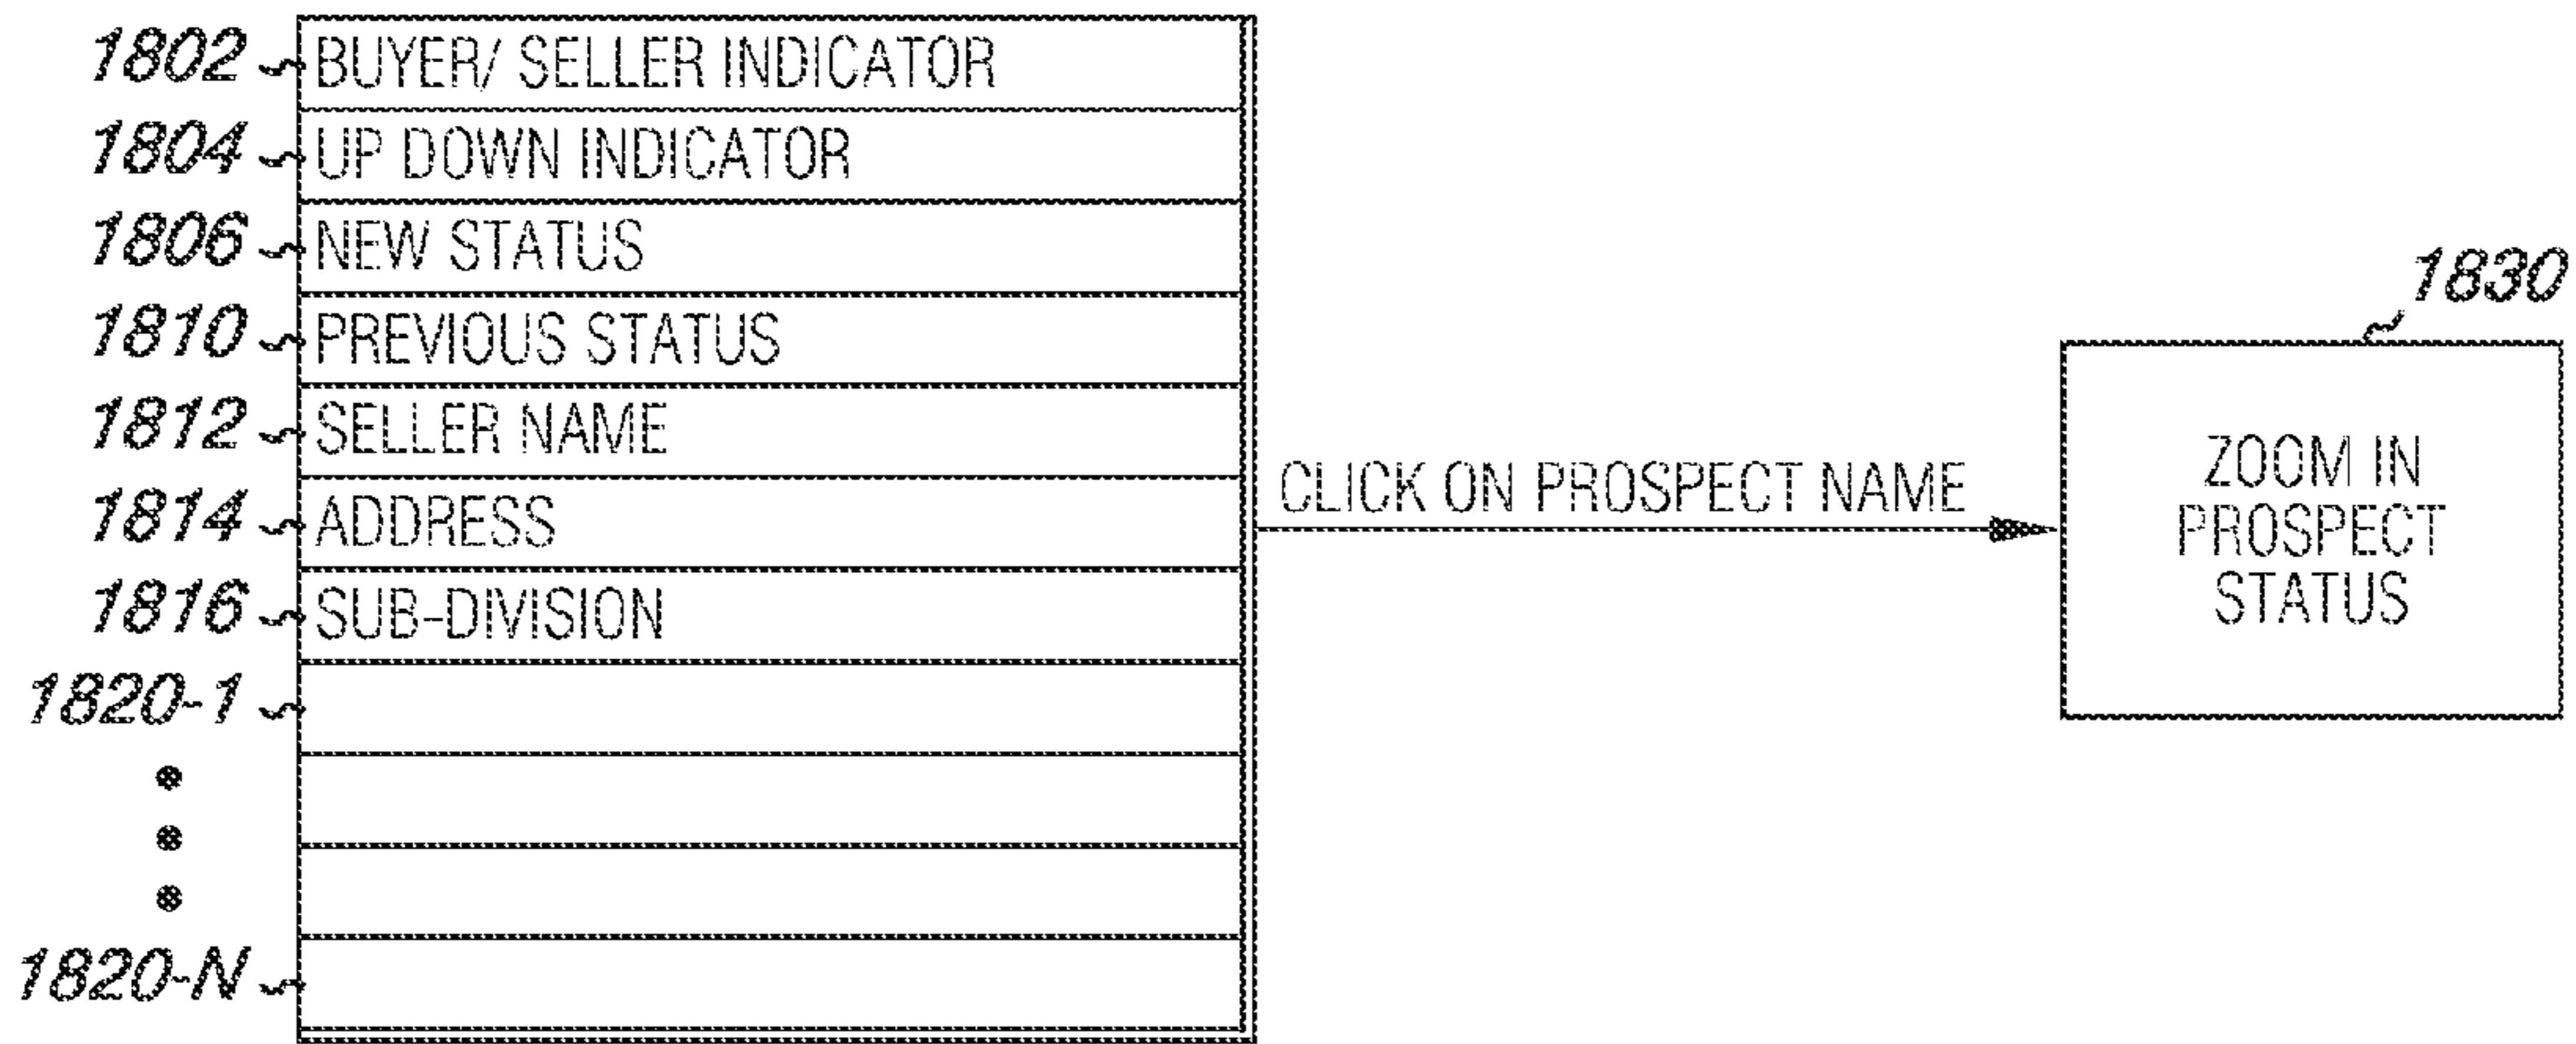 1802 BUYER/ SELLER INDICATOR
1804 UP DOWN INDICATOR
1806 NEW STATUS
1810 PREVIOUS STATUS
1812 SELLER NAME
1814 ADDRESS
1816 SUB-DIVISION
1820-1
1820-N
CLICK ON PROSPECT NAME
1830
ZOOM IN
PROSPECT
STATUS